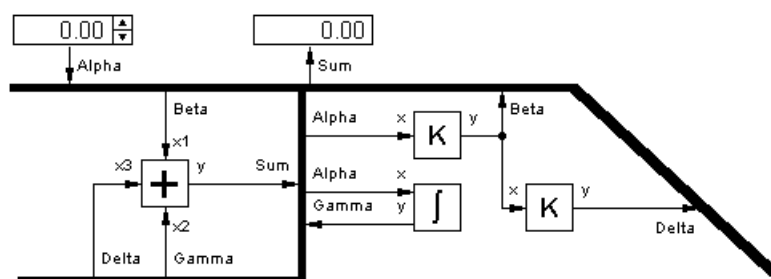 0.00 0.00
Alpha Sum
Beta Alpha x K y Beta
x1
x3 + y Sum Alpha x x K y
Gamma y ∫
x2 Delta
Delta Gamma